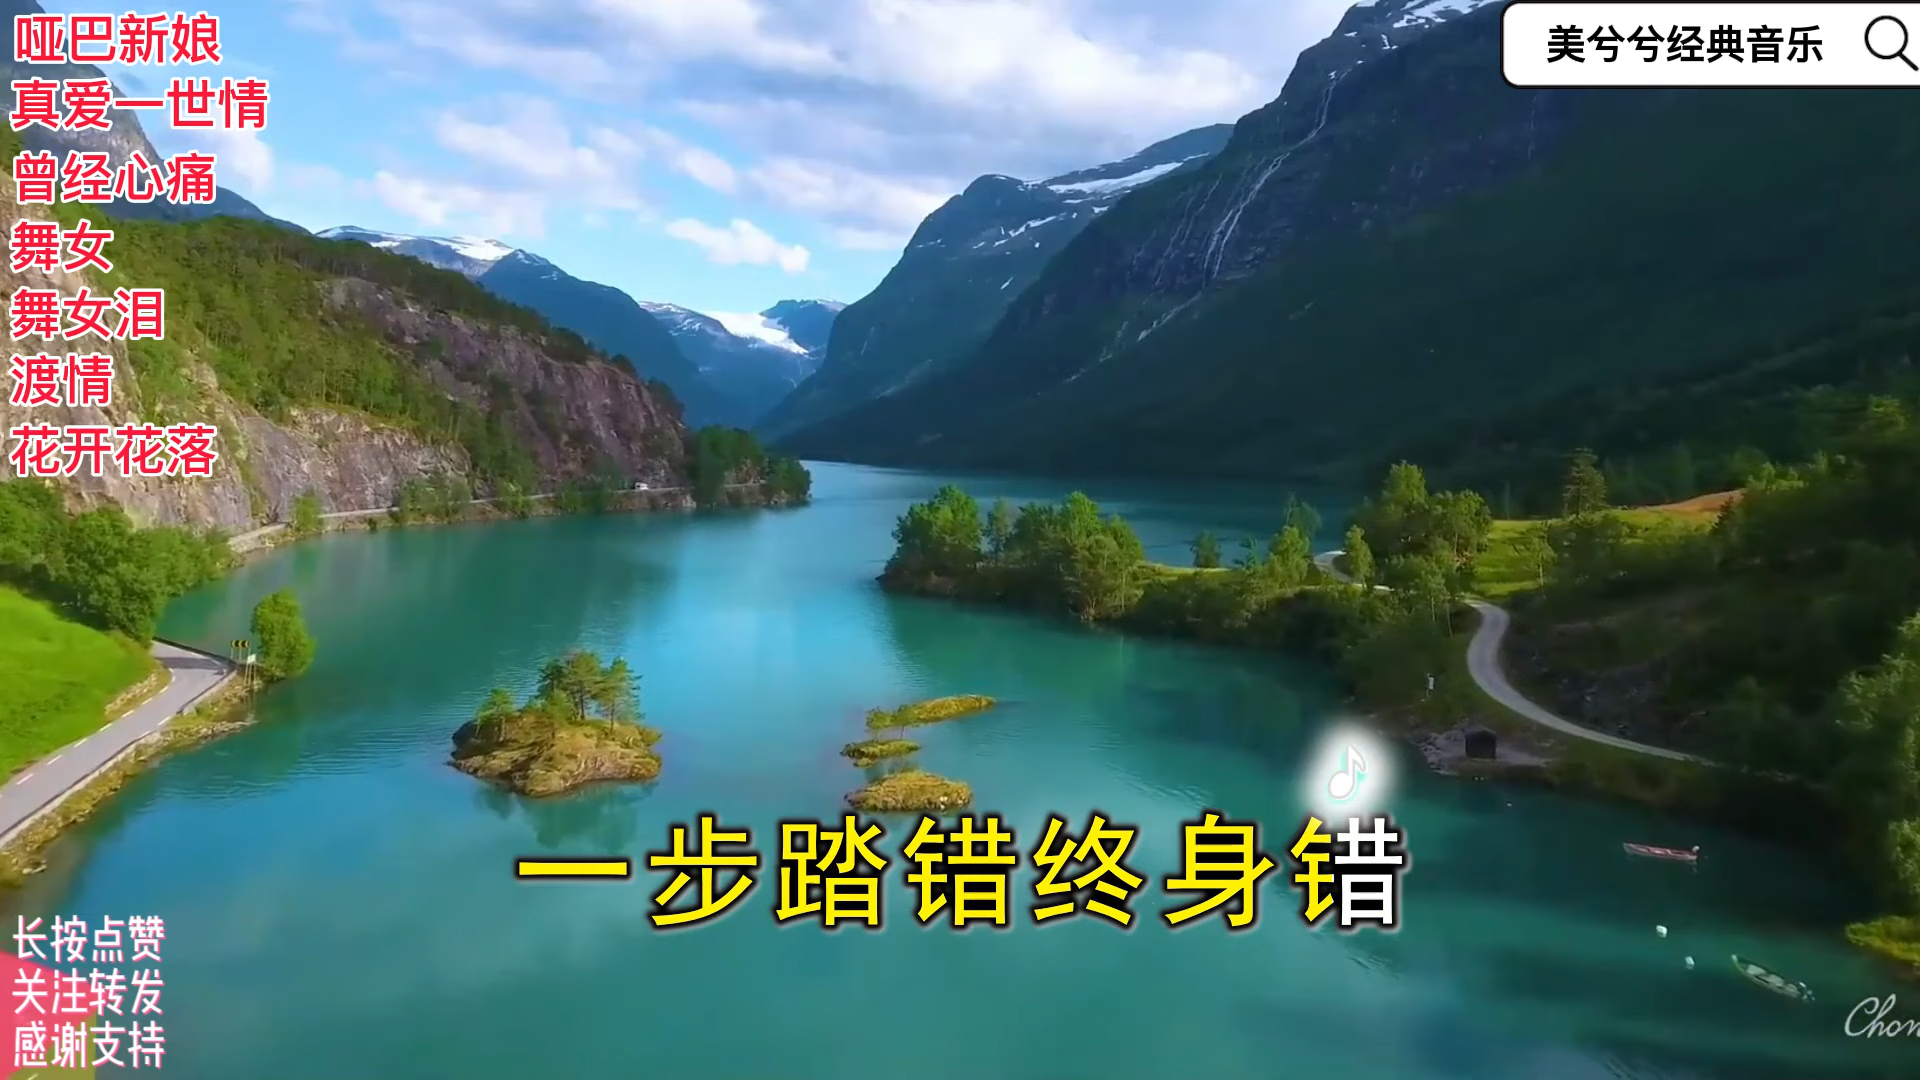 哑巴新娘
真爱一世情
曾经心痛
舞女
舞女泪
渡情
花开花落
美兮兮经典音乐
一步踏错终身错
长按点赞
关注转发
感谢支持
Chon